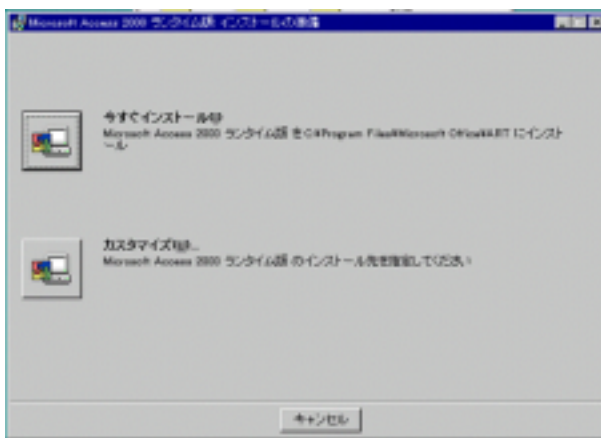 Microsoft Access 2000 ランタイム版 インストールの準備
今すぐインストール(I)
Microsoft Access 2000 ランタイム版 を C:¥Program Files¥Microsoft Office¥ART にインスト
ール
カスタマイズ(U)...
Microsoft Access 2000 ランタイム版 のインストール先を指定してください
キャンセル